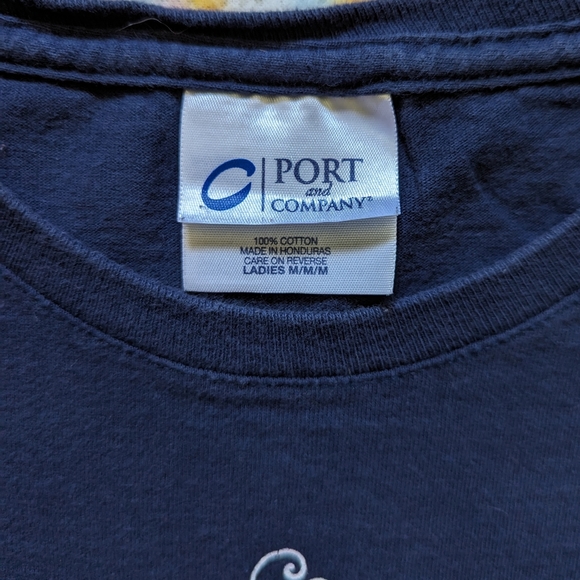 PORT
and
COMPANY®
100% COTTON
MADE IN HONDURAS
CARE ON REVERSE
LADIES M/M/M